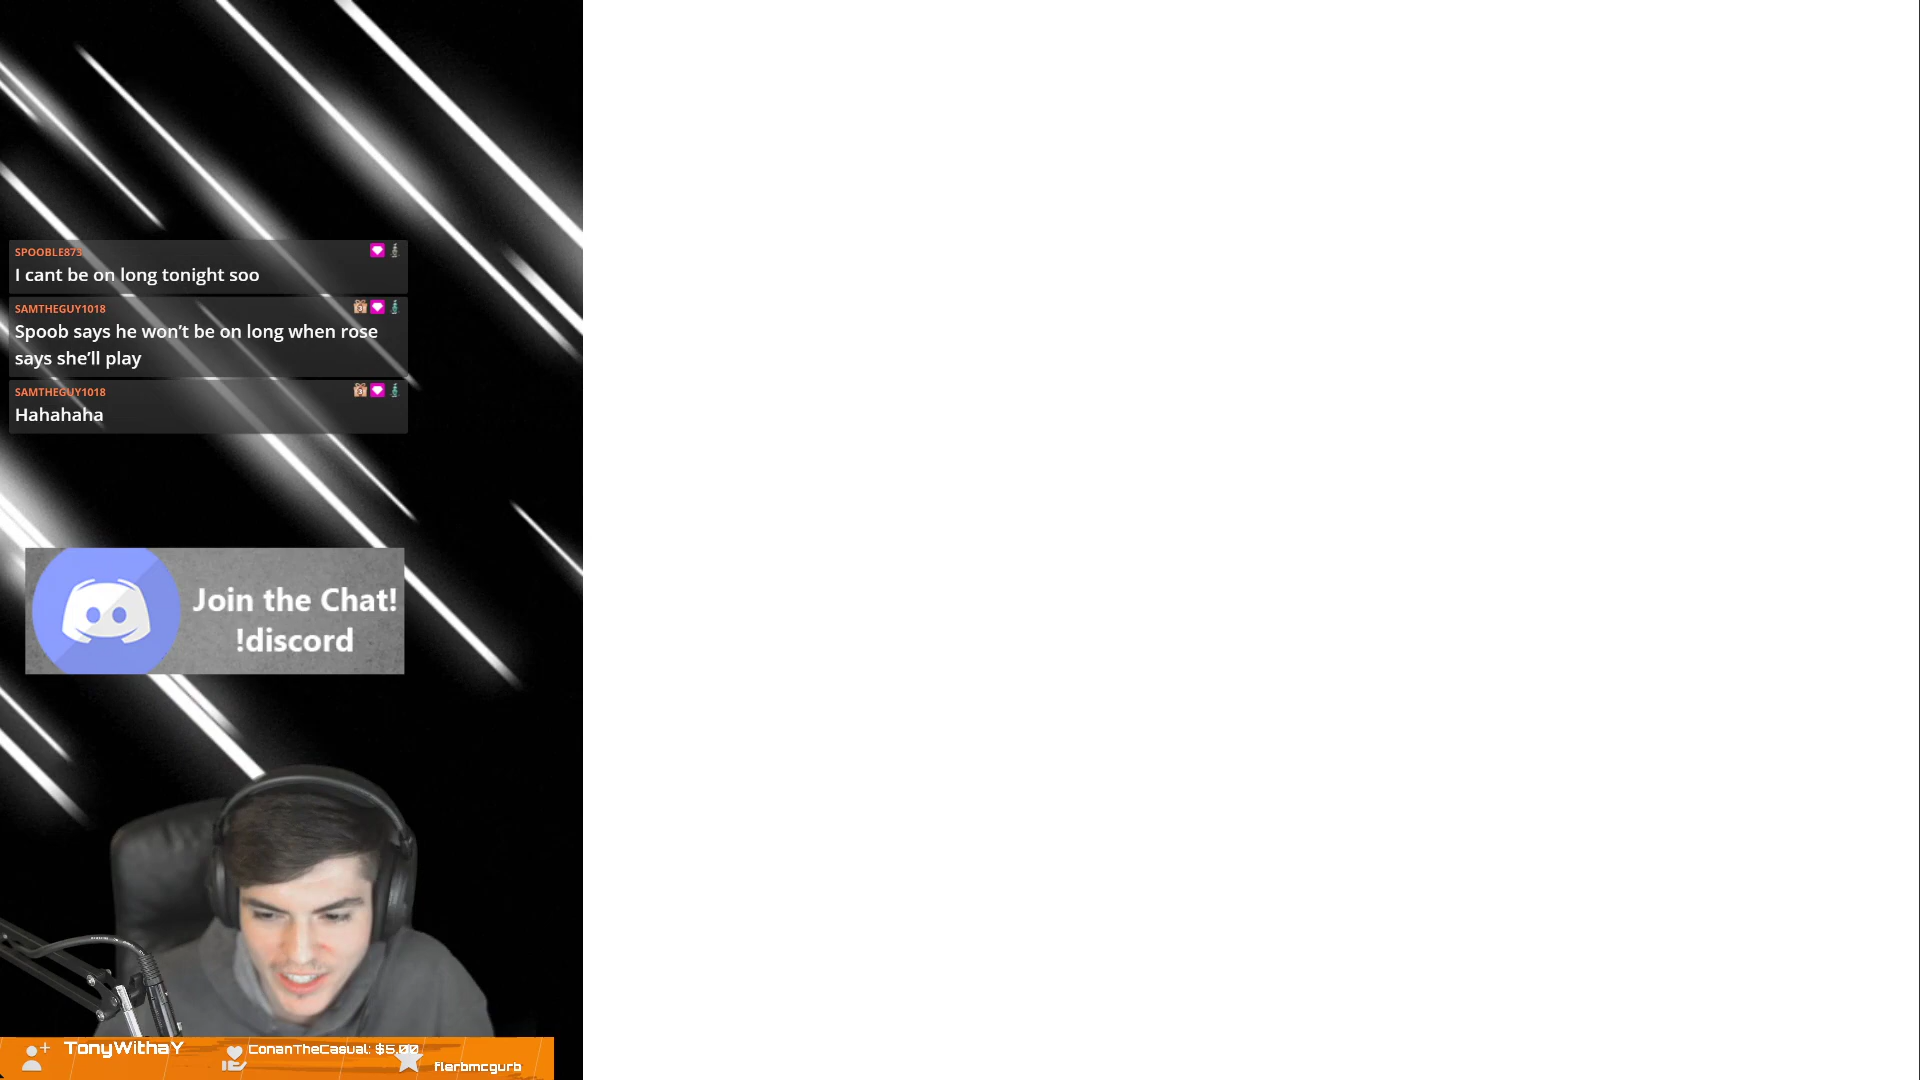 SPOOBLE873
I cant be on long tonight soo
SAMTHEGUY1018
Spoob says he won't be on long when rose
says she'll play
SAMTHEGUY1018
Hahahaha
Join the Chat!
!discord
TonyWithaY
ConanTheCasual: $5.00
flerbmcgurb